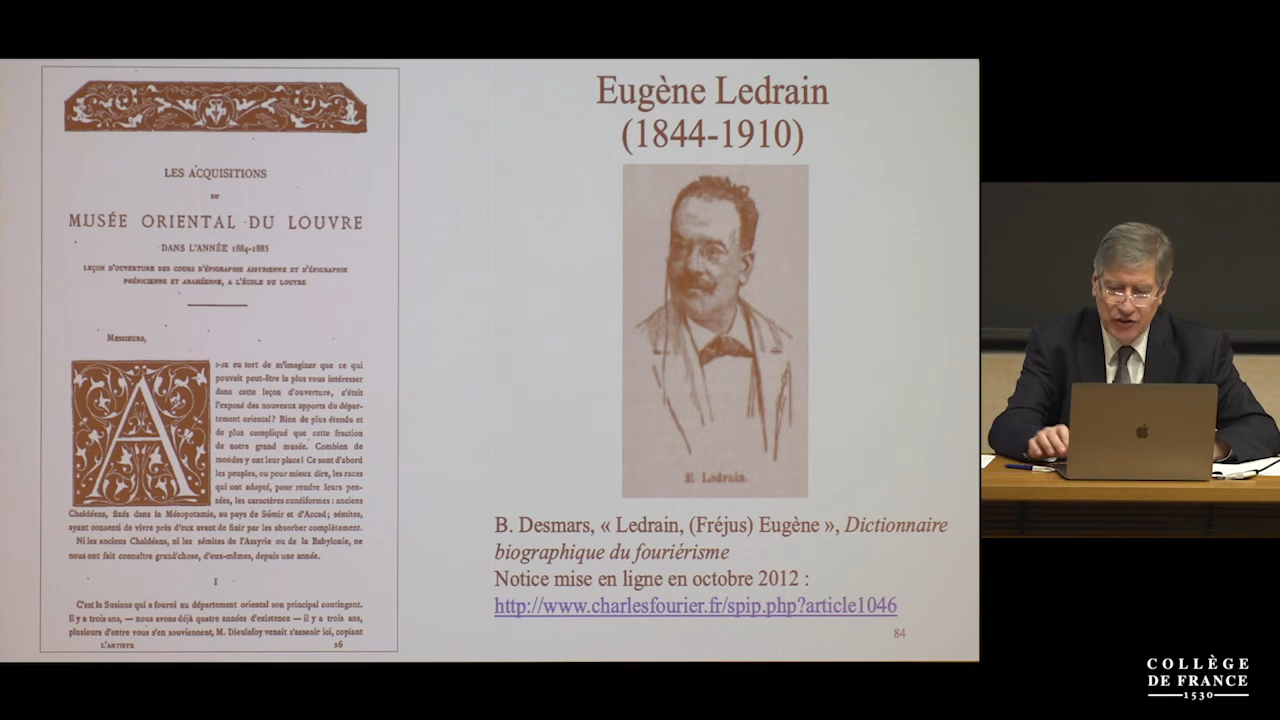 LES ACQUISITIONS
DU
MUSÉE ORIENTAL DU LOUVRE
DANS L'ANNÉE 1884-1885
LEÇON D'OUVERTURE DES COURS D'ÉPIGRAPHIE ASSYRIENNE ET D'ÉPIGRAPHIE
PHÉNICIENNE ET ARAMÉENNE, A L'ÉCOLE DU LOUVRE
MESSIEURS,
AI-JE eu tort de m'imaginer que ce qui
pouvait peut-être le plus vous intéresser
dans cette leçon d'ouverture, c'était
l'exposé des nouveaux apports du dépar-
tement oriental? Rien de plus étendu et
de plus compliqué que cette fraction
de notre grand musée. Combien de
mondes y ont leur place! Ce sont d'abord
les peuples, ou pour mieux dire, les races
qui ont adopté, pour rendre leurs pen-
sées, les caractères cunéiformes: anciens
Chaldéens, fixés dans la Mésopotamie, au pays de Sûmir et d'Accad; sémites,
ayant consenti de vivre près d'eux avant de finir par les absorber complètement.
Ni les anciens Chaldéens, ni les sémites de l'Assyrie ou de la Babylonie, ne
nous ont fait connaître grand'chose, d'eux-mêmes, depuis une année.
I
C'est la Susiane qui a fourni au département oriental son principal contingent.
Il y a trois ans, — nous avons déjà quatre années d'existence — il y a trois ans,
plusieurs d'entre vous s'en souviennent, M. Dieulafoy venait s'asseoir ici, copiant
L'ARTISTE 26
Eugène Ledrain
(1844-1910)
E. Ledrain.
B. Desmars, « Ledrain, (Fréjus) Eugène », Dictionnaire
biographique du fouriérisme
Notice mise en ligne en octobre 2012 :
http://www.charlesfourier.fr/spip.php?article1046
84
COLLÈGE
DE FRANCE
1530